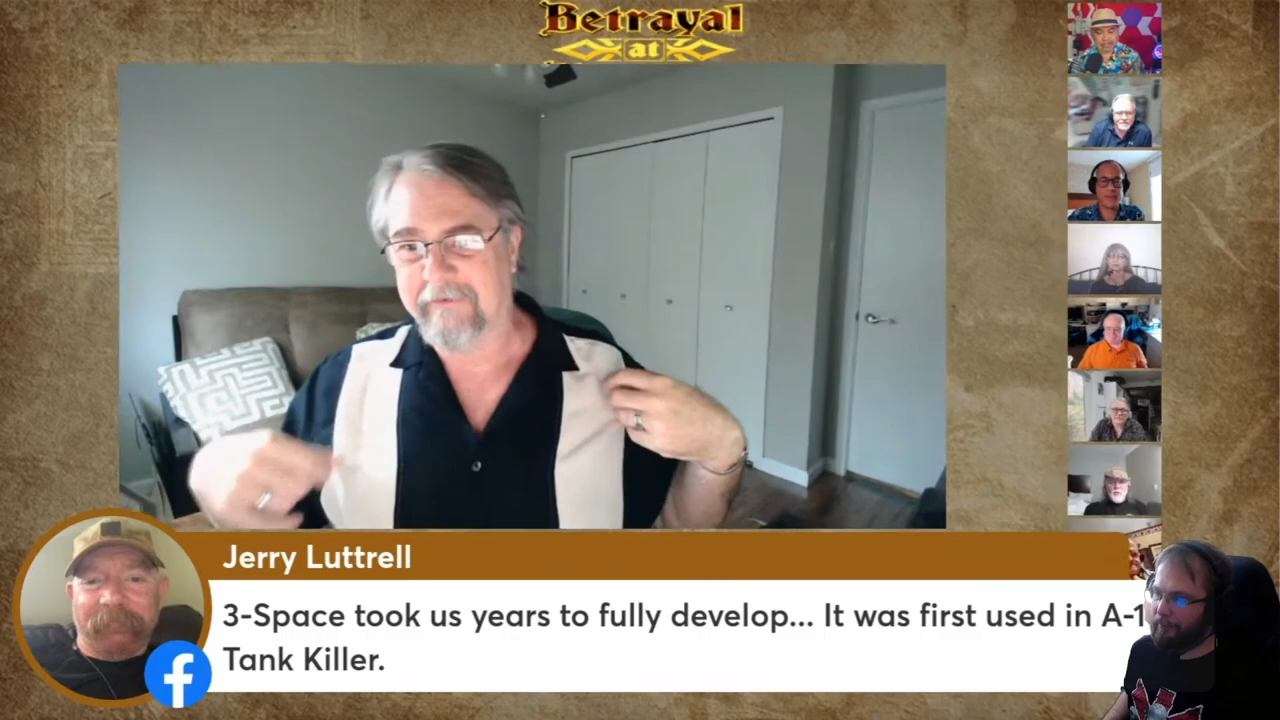 Betrayal
at
Jerry Luttrell
3-Space took us years to fully develop... It was first used in A-1
Tank Killer.